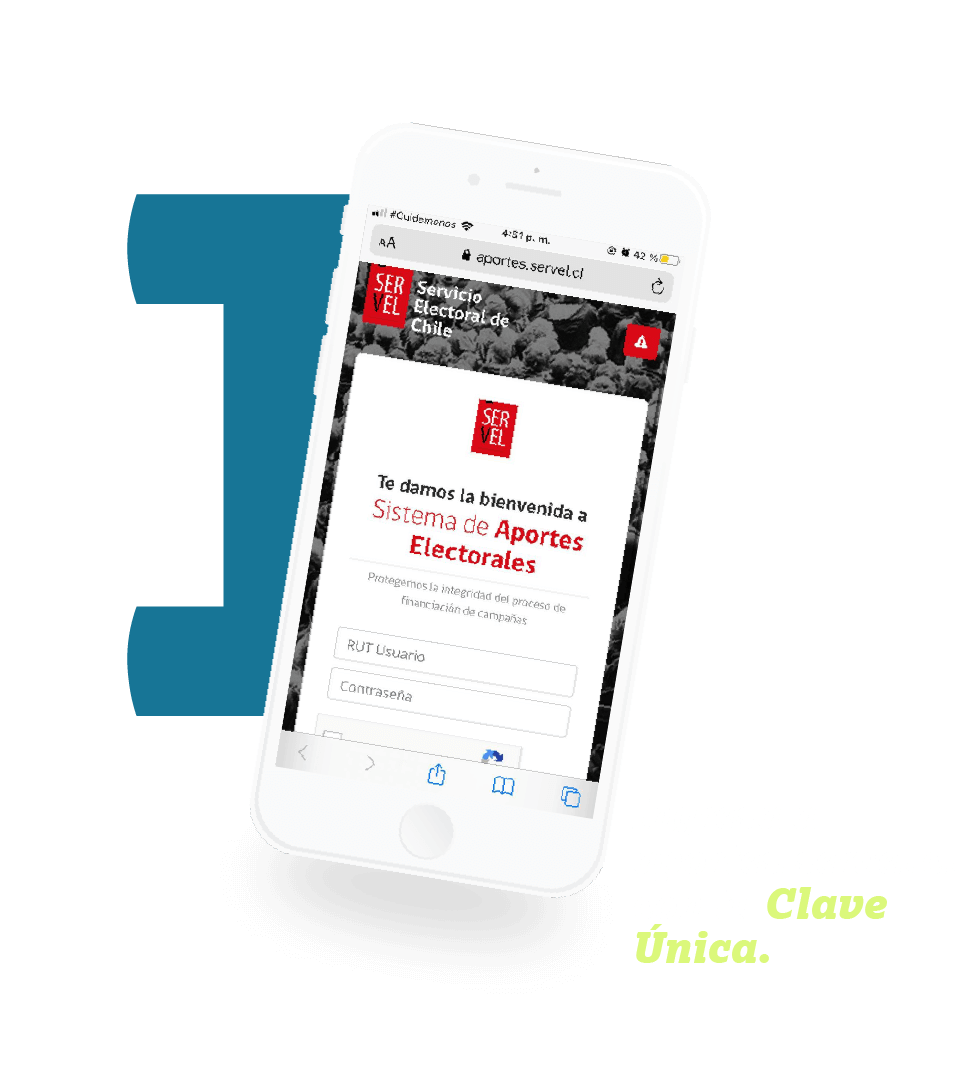 #Cuidemonos
4:51 p. m.
42 %
AA
aportes.servel.cl
SER
VEL
Servicio
Electoral de
Chile
SER
VEL
Te damos la bienvenida a
Sistema de Aportes
Electorales
Protegemos la integridad del proceso de
financiación de campañas
RUT Usuario
Contraseña
Clave
Única.